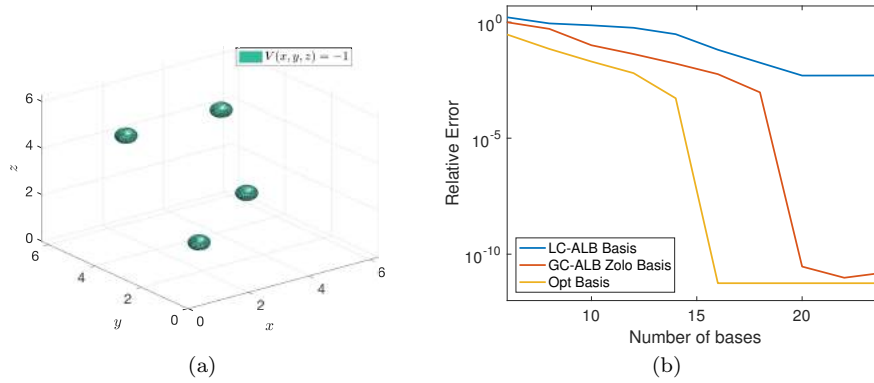 V(x, y, z) = −1
6
4
2
0
z
6
4
2
0
y
0
2
4
6
x
(a)
10^0
10^-5
10^-10
Relative Error
LC-ALB Basis
GC-ALB Zolo Basis
Opt Basis
10
15
20
Number of bases
(b)